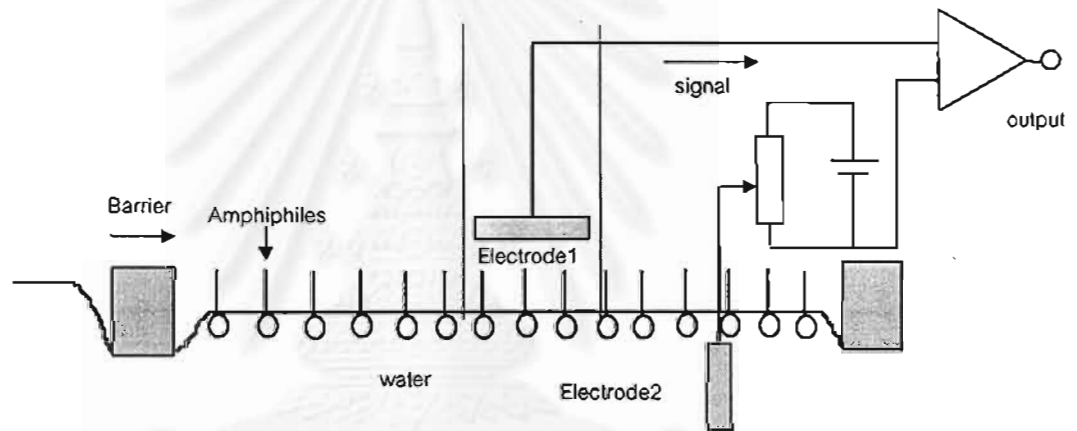 signal
output
Barrier
Amphiphiles
Electrode1
water
Electrode2